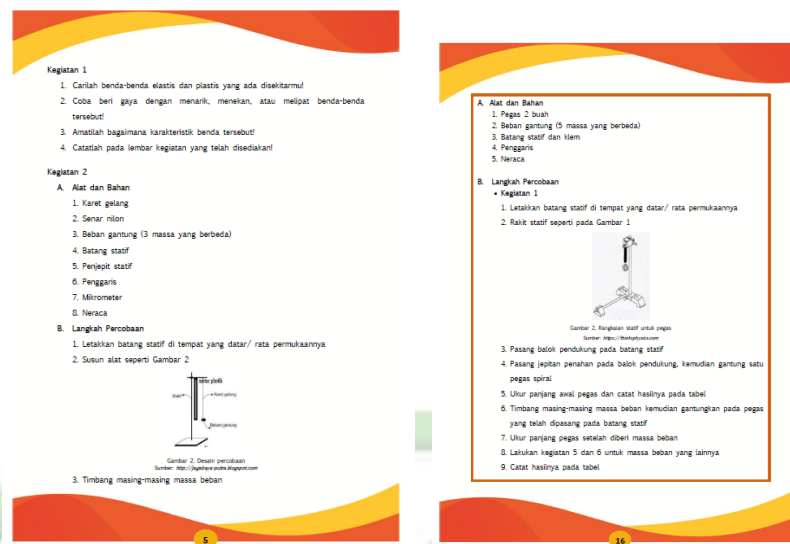 Kegiatan 1
1. Carilah benda-benda elastis dan plastis yang ada disekitarmu!
2. Coba beri gaya dengan menarik, menekan, atau melipat benda-benda
tersebut!
3. Amatilah bagaimana karakteristik benda tersebut!
4. Catatlah pada lembar kegiatan yang telah disediakan!
Kegiatan 2
A. Alat dan Bahan
1. Karet gelang
2. Senar nilon
3. Beban gantung (3 massa yang berbeda)
4. Batang statif
5. Penjepit statif
6. Penggaris
7. Mikrometer
8. Neraca
B. Langkah Percobaan
1. Letakkan batang statif di tempat yang datar/ rata permukaannya
2. Susun alat seperti Gambar 2
Karet gelang
Beban gantung
Gambar 2. Desain percobaan
3. Timbang masing-masing massa beban
5
A. Alat dan Bahan
1. Pegas 2 buah
2. Beban gantung (5 massa yang berbeda)
3. Batang statif dan klem
4. Penggaris
5. Neraca
B. Langkah Percobaan
• Kegiatan 1
1. Letakkan batang statif di tempat yang datar/ rata permukaannya
2. Rakit statif seperti pada Gambar 1
Gambar 2. Rangkaian statif untuk pegas
3. Pasang balok pendukung pada batang statif
4. Pasang jepitan penahan pada balok pendukung, kemudian gantung satu
pegas spiral
5. Ukur panjang awal pegas dan catat hasilnya pada tabel
6. Timbang masing-masing massa beban kemudian gantungkan pada pegas
yang telah dipasang pada batang statif
7. Ukur panjang pegas setelah diberi massa beban
8. Lakukan kegiatan 5 dan 6 untuk massa beban yang lainnya
9. Catat hasilnya pada tabel
16